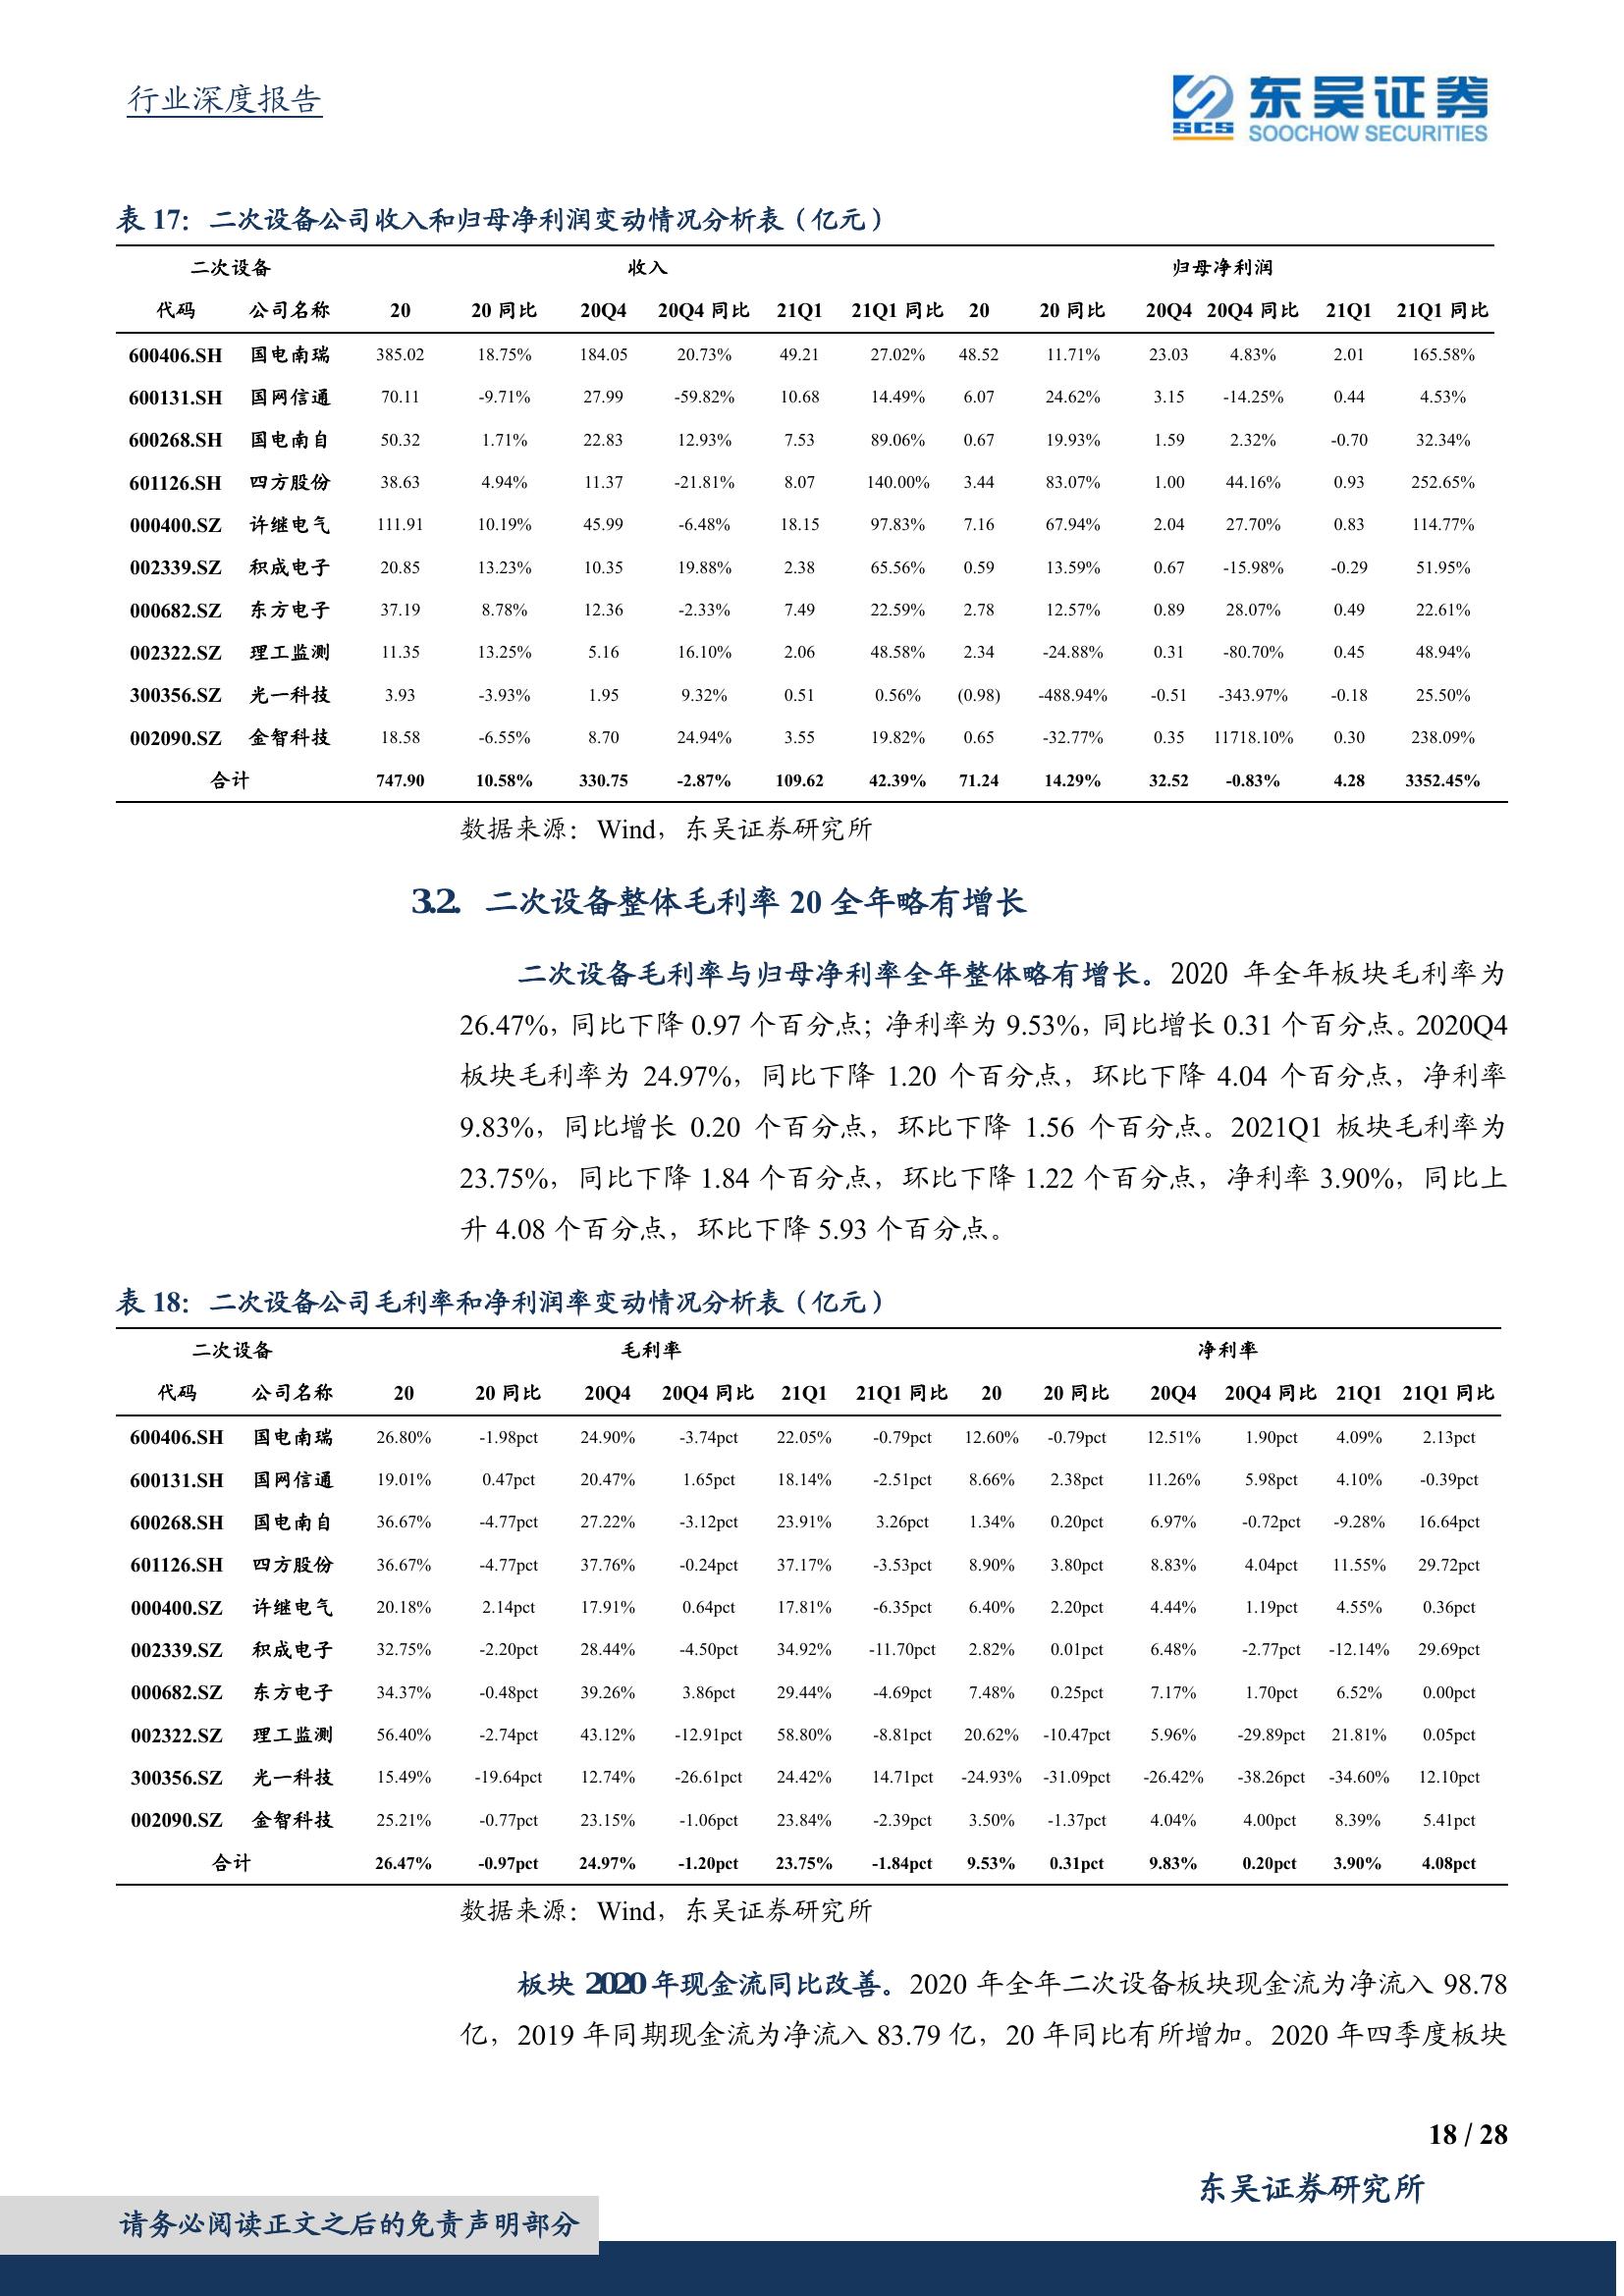 行业深度报告
东吴证券
SCS
SOOCHOW SECURITIES
表 17：二次设备公司收入和归母净利润变动情况分析表（亿元）
二次设备 收入 归母净利润
代码 公司名称 20 20 同比 20Q4 20Q4 同比 21Q1 21Q1 同比 20 20 同比 20Q4 20Q4 同比 21Q1 21Q1 同比
600406.SH 国电南瑞 385.02 18.75% 184.05 20.73% 49.21 27.02% 48.52 11.71% 23.03 4.83% 2.01 165.58%
600131.SH 国网信通 70.11 -9.71% 27.99 -59.82% 10.68 14.49% 6.07 24.62% 3.15 -14.25% 0.44 4.53%
600268.SH 国电南自 50.32 1.71% 22.83 12.93% 7.53 89.06% 0.67 19.93% 1.59 2.32% -0.70 32.34%
601126.SH 四方股份 38.63 4.94% 11.37 -21.81% 8.07 140.00% 3.44 83.07% 1.00 44.16% 0.93 252.65%
000400.SZ 许继电气 111.91 10.19% 45.99 -6.48% 18.15 97.83% 7.16 67.94% 2.04 27.70% 0.83 114.77%
002339.SZ 积成电子 20.85 13.23% 10.35 19.88% 2.38 65.56% 0.59 13.59% 0.67 -15.98% -0.29 51.95%
000682.SZ 东方电子 37.19 8.78% 12.36 -2.33% 7.49 22.59% 2.78 12.57% 0.89 28.07% 0.49 22.61%
002322.SZ 理工监测 11.35 13.25% 5.16 16.10% 2.06 48.58% 2.34 -24.88% 0.31 -80.70% 0.45 48.94%
300356.SZ 光一科技 3.93 -3.93% 1.95 9.32% 0.51 0.56% (0.98) -488.94% -0.51 -343.97% -0.18 25.50%
002090.SZ 金智科技 18.58 -6.55% 8.70 24.94% 3.55 19.82% 0.65 -32.77% 0.35 11718.10% 0.30 238.09%
合计 747.90 10.58% 330.75 -2.87% 109.62 42.39% 71.24 14.29% 32.52 -0.83% 4.28 3352.45%
数据来源：Wind，东吴证券研究所
3.2. 二次设备整体毛利率 20 全年略有增长
二次设备毛利率与归母净利率全年整体略有增长。2020 年全年板块毛利率为
26.47%，同比下降 0.97 个百分点；净利率为 9.53%，同比增长 0.31 个百分点。2020Q4
板块毛利率为 24.97%，同比下降 1.20 个百分点，环比下降 4.04 个百分点，净利率
9.83%，同比增长 0.20 个百分点，环比下降 1.56 个百分点。2021Q1 板块毛利率为
23.75%，同比下降 1.84 个百分点，环比下降 1.22 个百分点，净利率 3.90%，同比上
升 4.08 个百分点，环比下降 5.93 个百分点。
表 18：二次设备公司毛利率和净利润率变动情况分析表（亿元）
二次设备 毛利率 净利率
代码 公司名称 20 20 同比 20Q4 20Q4 同比 21Q1 21Q1 同比 20 20 同比 20Q4 20Q4 同比 21Q1 21Q1 同比
600406.SH 国电南瑞 26.80% -1.98pct 24.90% -3.74pct 22.05% -0.79pct 12.60% -0.79pct 12.51% 1.90pct 4.09% 2.13pct
600131.SH 国网信通 19.01% 0.47pct 20.47% 1.65pct 18.14% -2.51pct 8.66% 2.38pct 11.26% 5.98pct 4.10% -0.39pct
600268.SH 国电南自 36.67% -4.77pct 27.22% -3.12pct 23.91% 3.26pct 1.34% 0.20pct 6.97% -0.72pct -9.28% 16.64pct
601126.SH 四方股份 36.67% -4.77pct 37.76% -0.24pct 37.17% -3.53pct 8.90% 3.80pct 8.83% 4.04pct 11.55% 29.72pct
000400.SZ 许继电气 20.18% 2.14pct 17.91% 0.64pct 17.81% -6.35pct 6.40% 2.20pct 4.44% 1.19pct 4.55% 0.36pct
002339.SZ 积成电子 32.75% -2.20pct 28.44% -4.50pct 34.92% -11.70pct 2.82% 0.01pct 6.48% -2.77pct -12.14% 29.69pct
000682.SZ 东方电子 34.37% -0.48pct 39.26% 3.86pct 29.44% -4.69pct 7.48% 0.25pct 7.17% 1.70pct 6.52% 0.00pct
002322.SZ 理工监测 56.40% -2.74pct 43.12% -12.91pct 58.80% -8.81pct 20.62% -10.47pct 5.96% -29.89pct 21.81% 0.05pct
300356.SZ 光一科技 15.49% -19.64pct 12.74% -26.61pct 24.42% 14.71pct -24.93% -31.09pct -26.42% -38.26pct -34.60% 12.10pct
002090.SZ 金智科技 25.21% -0.77pct 23.15% -1.06pct 23.84% -2.39pct 3.50% -1.37pct 4.04% 4.00pct 8.39% 5.41pct
合计 26.47% -0.97pct 24.97% -1.20pct 23.75% -1.84pct 9.53% 0.31pct 9.83% 0.20pct 3.90% 4.08pct
数据来源：Wind，东吴证券研究所
板块 2020 年现金流同比改善。2020 年全年二次设备板块现金流为净流入 98.78
亿，2019 年同期现金流为净流入 83.79 亿，20 年同比有所增加。2020 年四季度板块
18 / 28
东吴证券研究所
请务必阅读正文之后的免责声明部分